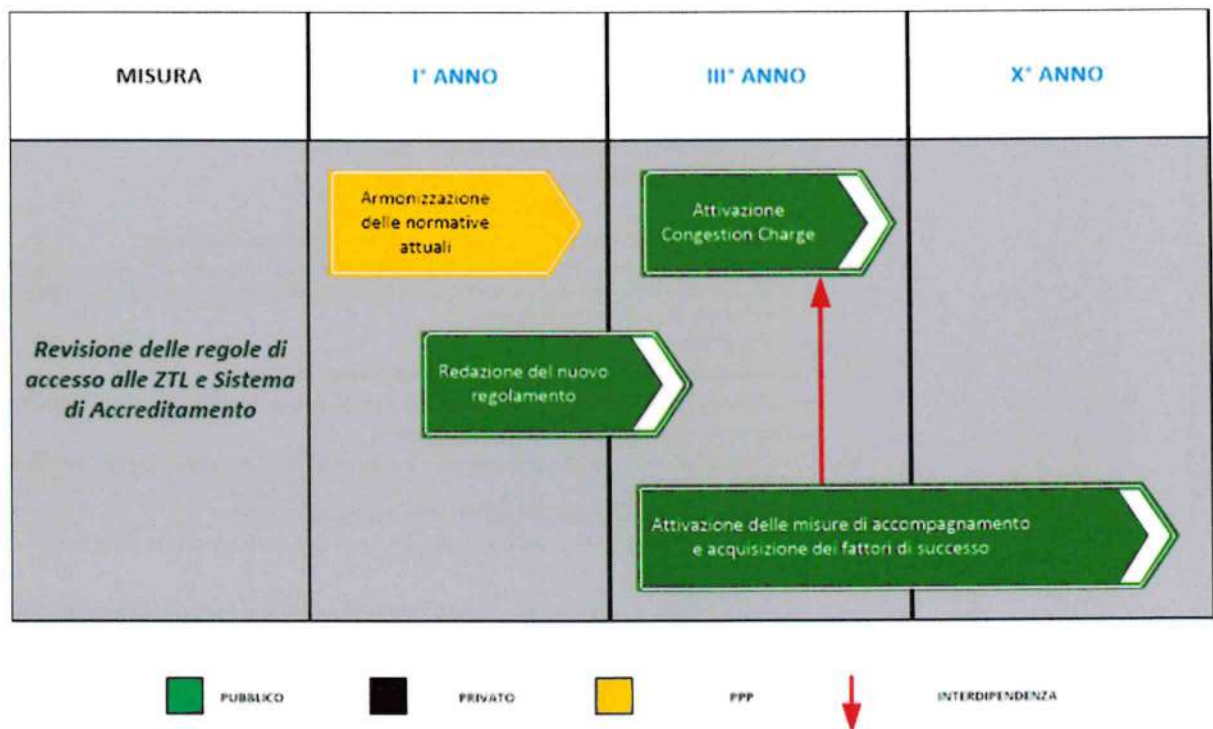 MISURA
I° ANNO
III° ANNO
X° ANNO
Armonizzazione
delle normative
attuali
Attivazione
Congestion Charge
Revisione delle regole di
accesso alle ZTL e Sistema
di Accreditamento
Redazione del nuovo
regolamento
Attivazione delle misure di accompagnamento
e acquisizione dei fattori di successo
PUBBLICO
PRIVATO
PPP
INTERDIPENDENZA